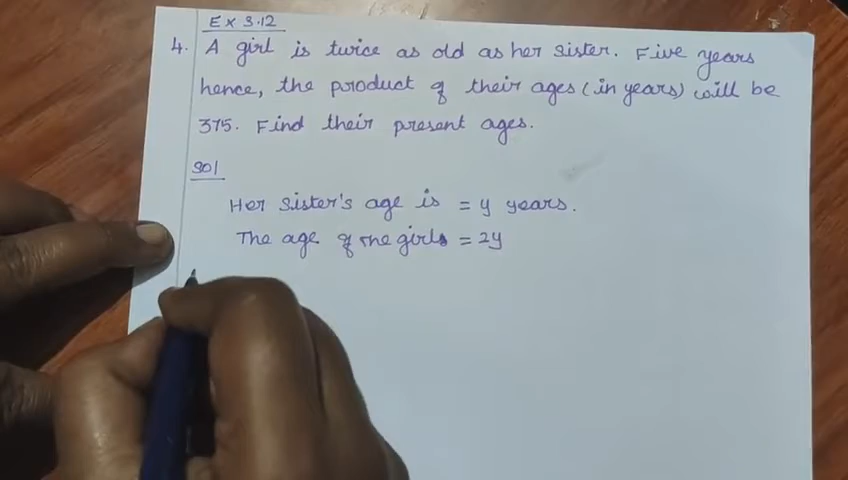 Ex 3.12
4. A girl is twice as old as her sister. Five years
hence, the product of their ages (in years) will be
375. Find their present ages.
Sol
Her sister's age is = y years.
The age of the girls = 2y